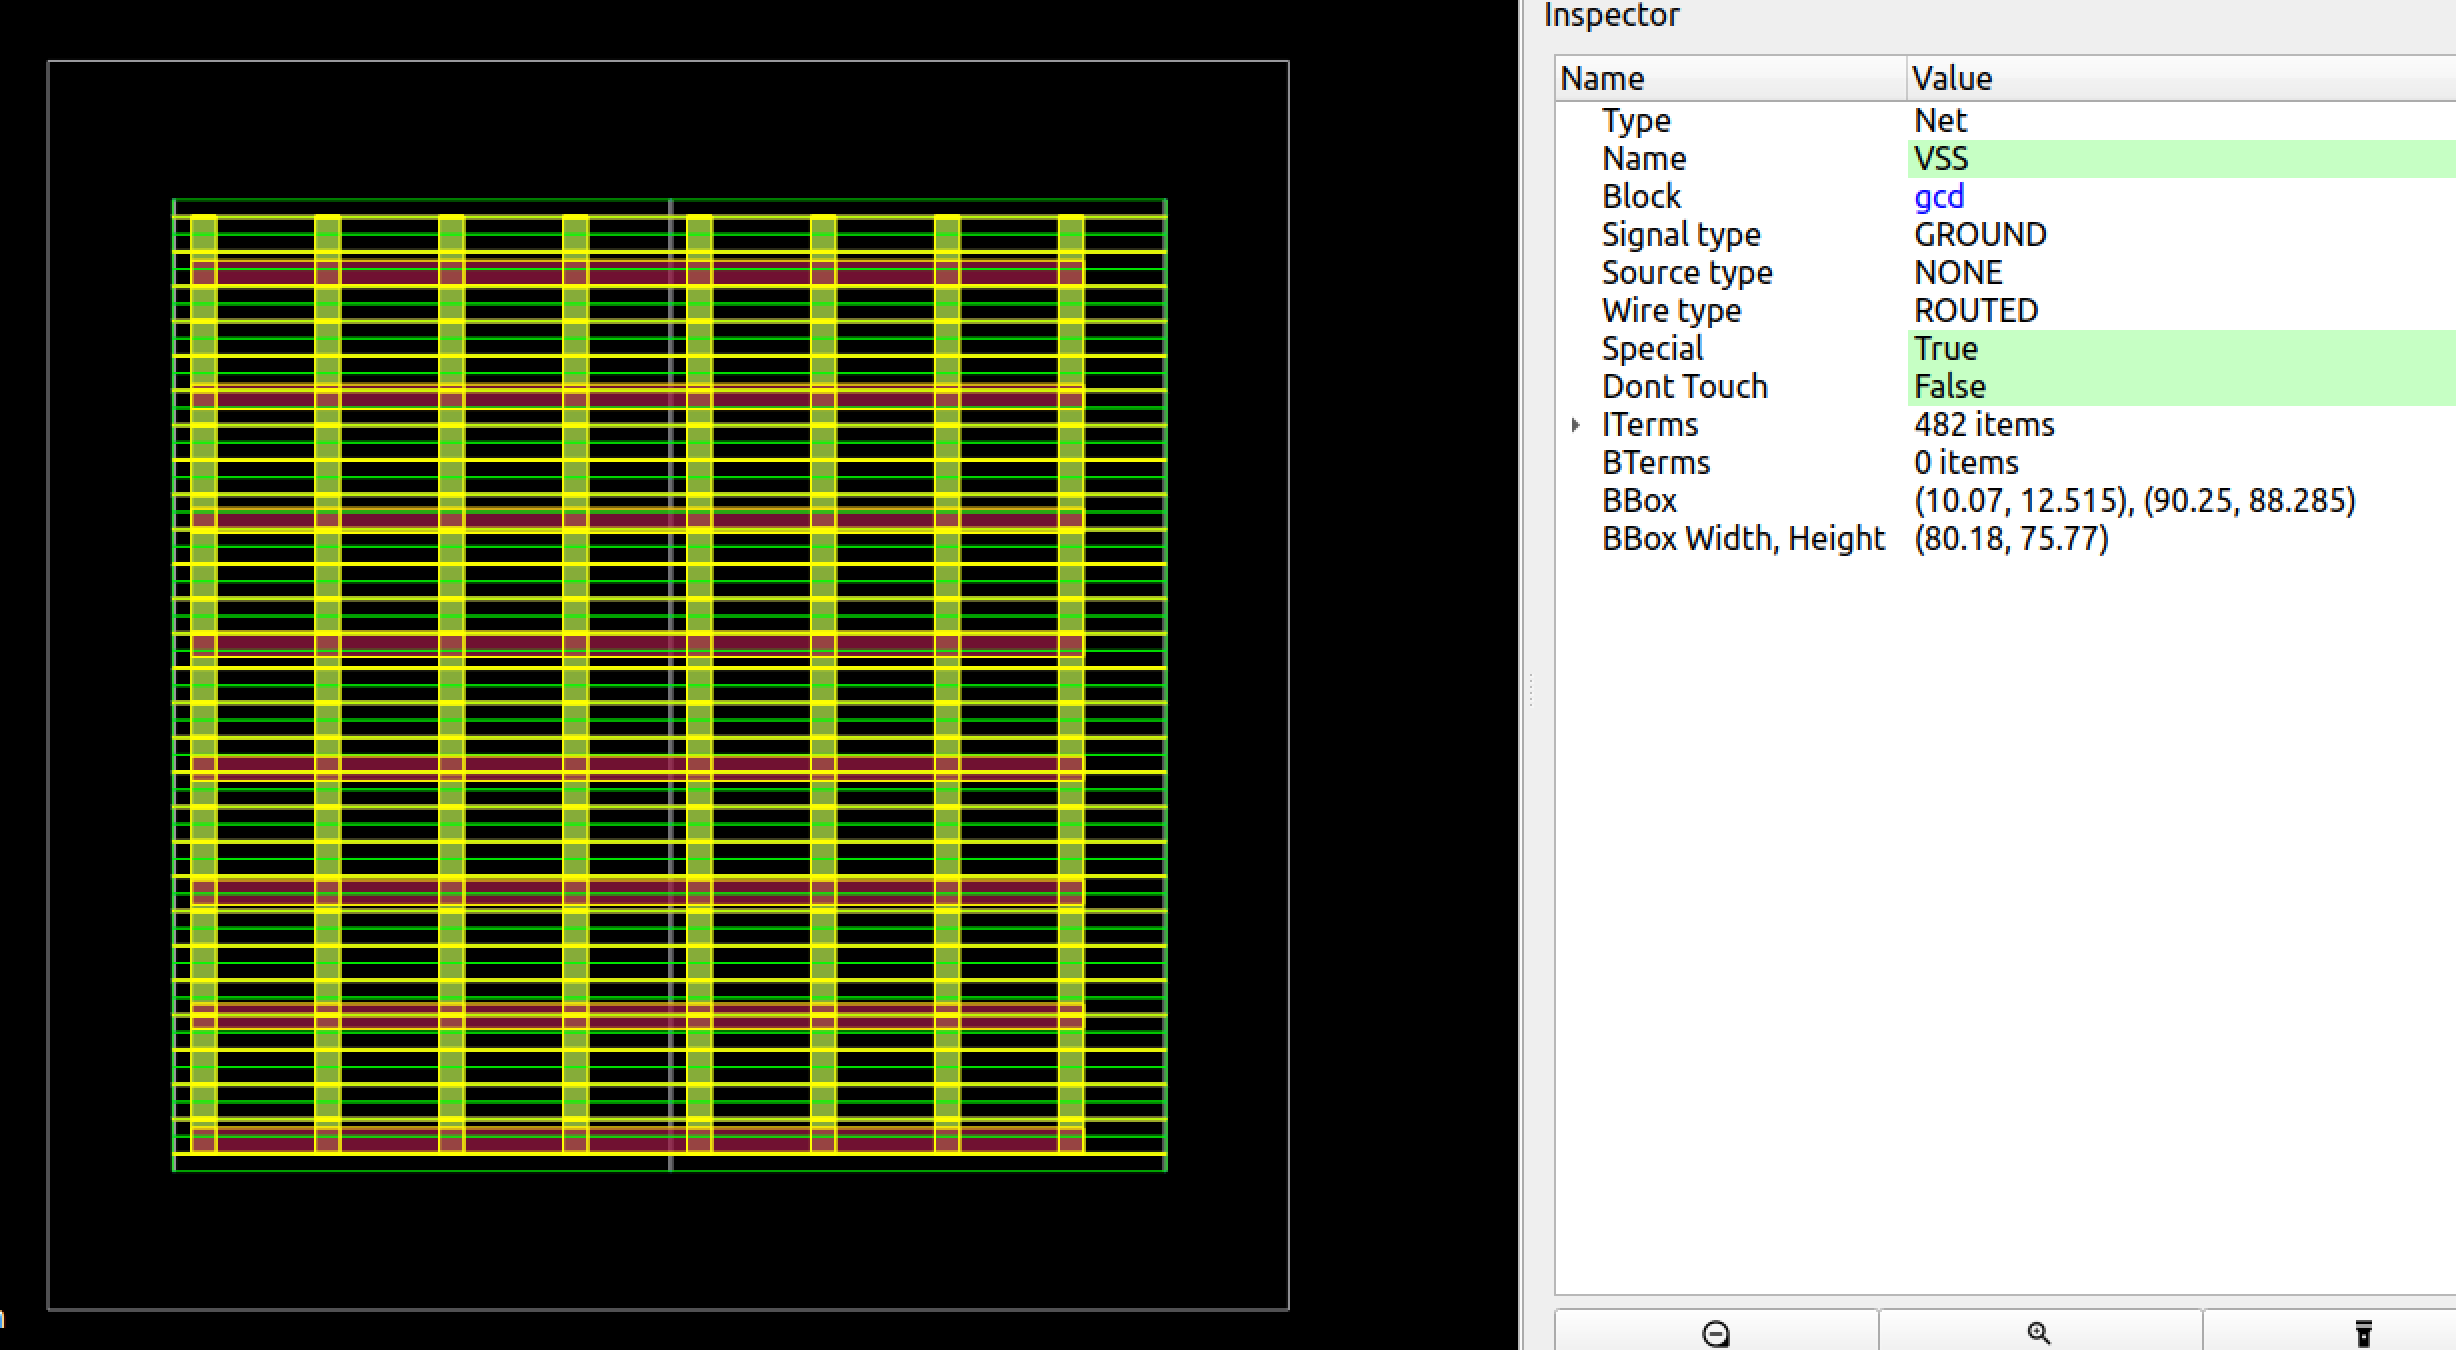 Inspector
Name Value
Type Net
Name VSS
Block gcd
Signal type GROUND
Source type NONE
Wire type ROUTED
Special True
Dont Touch False
ITerms 482 items
BTerms 0 items
BBox (10.07, 12.515), (90.25, 88.285)
BBox Width, Height (80.18, 75.77)